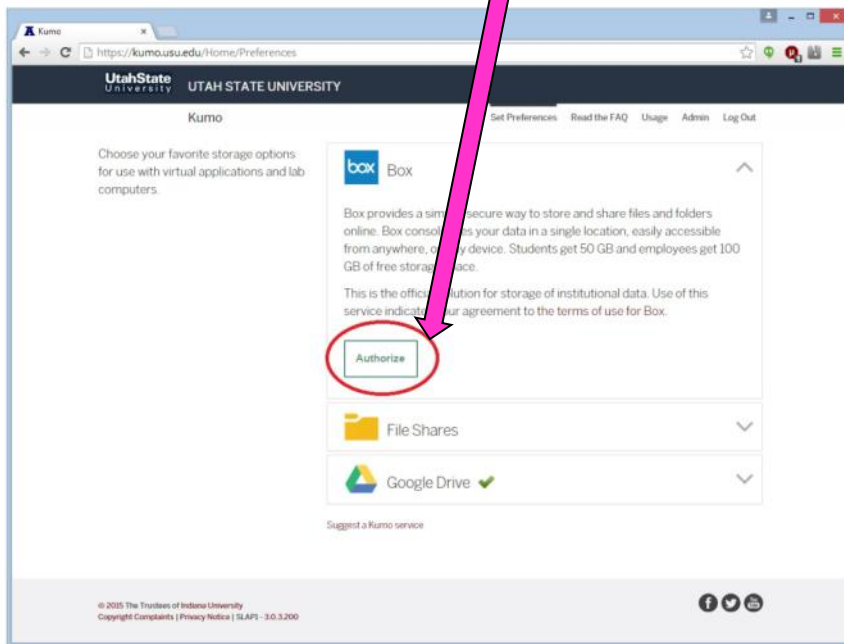 Kumo
https://kumo.usu.edu/Home/Preferences
UtahState
University
UTAH STATE UNIVERSITY
Kumo
Set Preferences Read the FAQ Usage Admin Log Out
Choose your favorite storage options
for use with virtual applications and lab
computers.
box Box
Box provides a secure way to store and share files and folders
online. Box your data in a single location, easily accessible
from anywhere, device. Students get 50 GB and employees get 100
GB of free
This is the for storage of institutional data. Use of this
service agreement to the terms of use for Box.
Authorize
File Shares
Google Drive
Suggest a Kumo service
© 2015 The Trustees of Indiana University
Copyright Complaints | Privacy Notice | SLAPI - 3.0.3.200